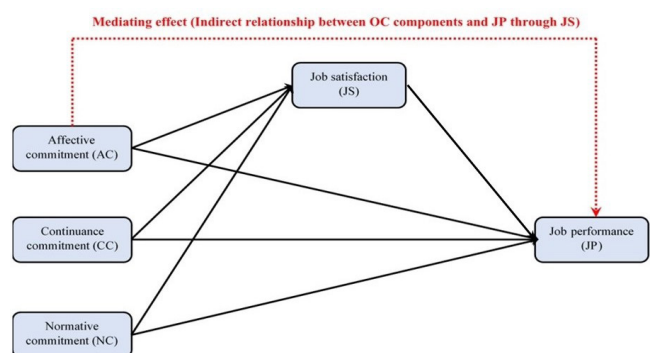 Mediating effect (Indirect relationship between OC components and JP through JS)
Job satisfaction
(JS)
Affective
commitment (AC)
Continuance
commitment (CC)
Job performance
(JP)
Normative
commitment (NC)